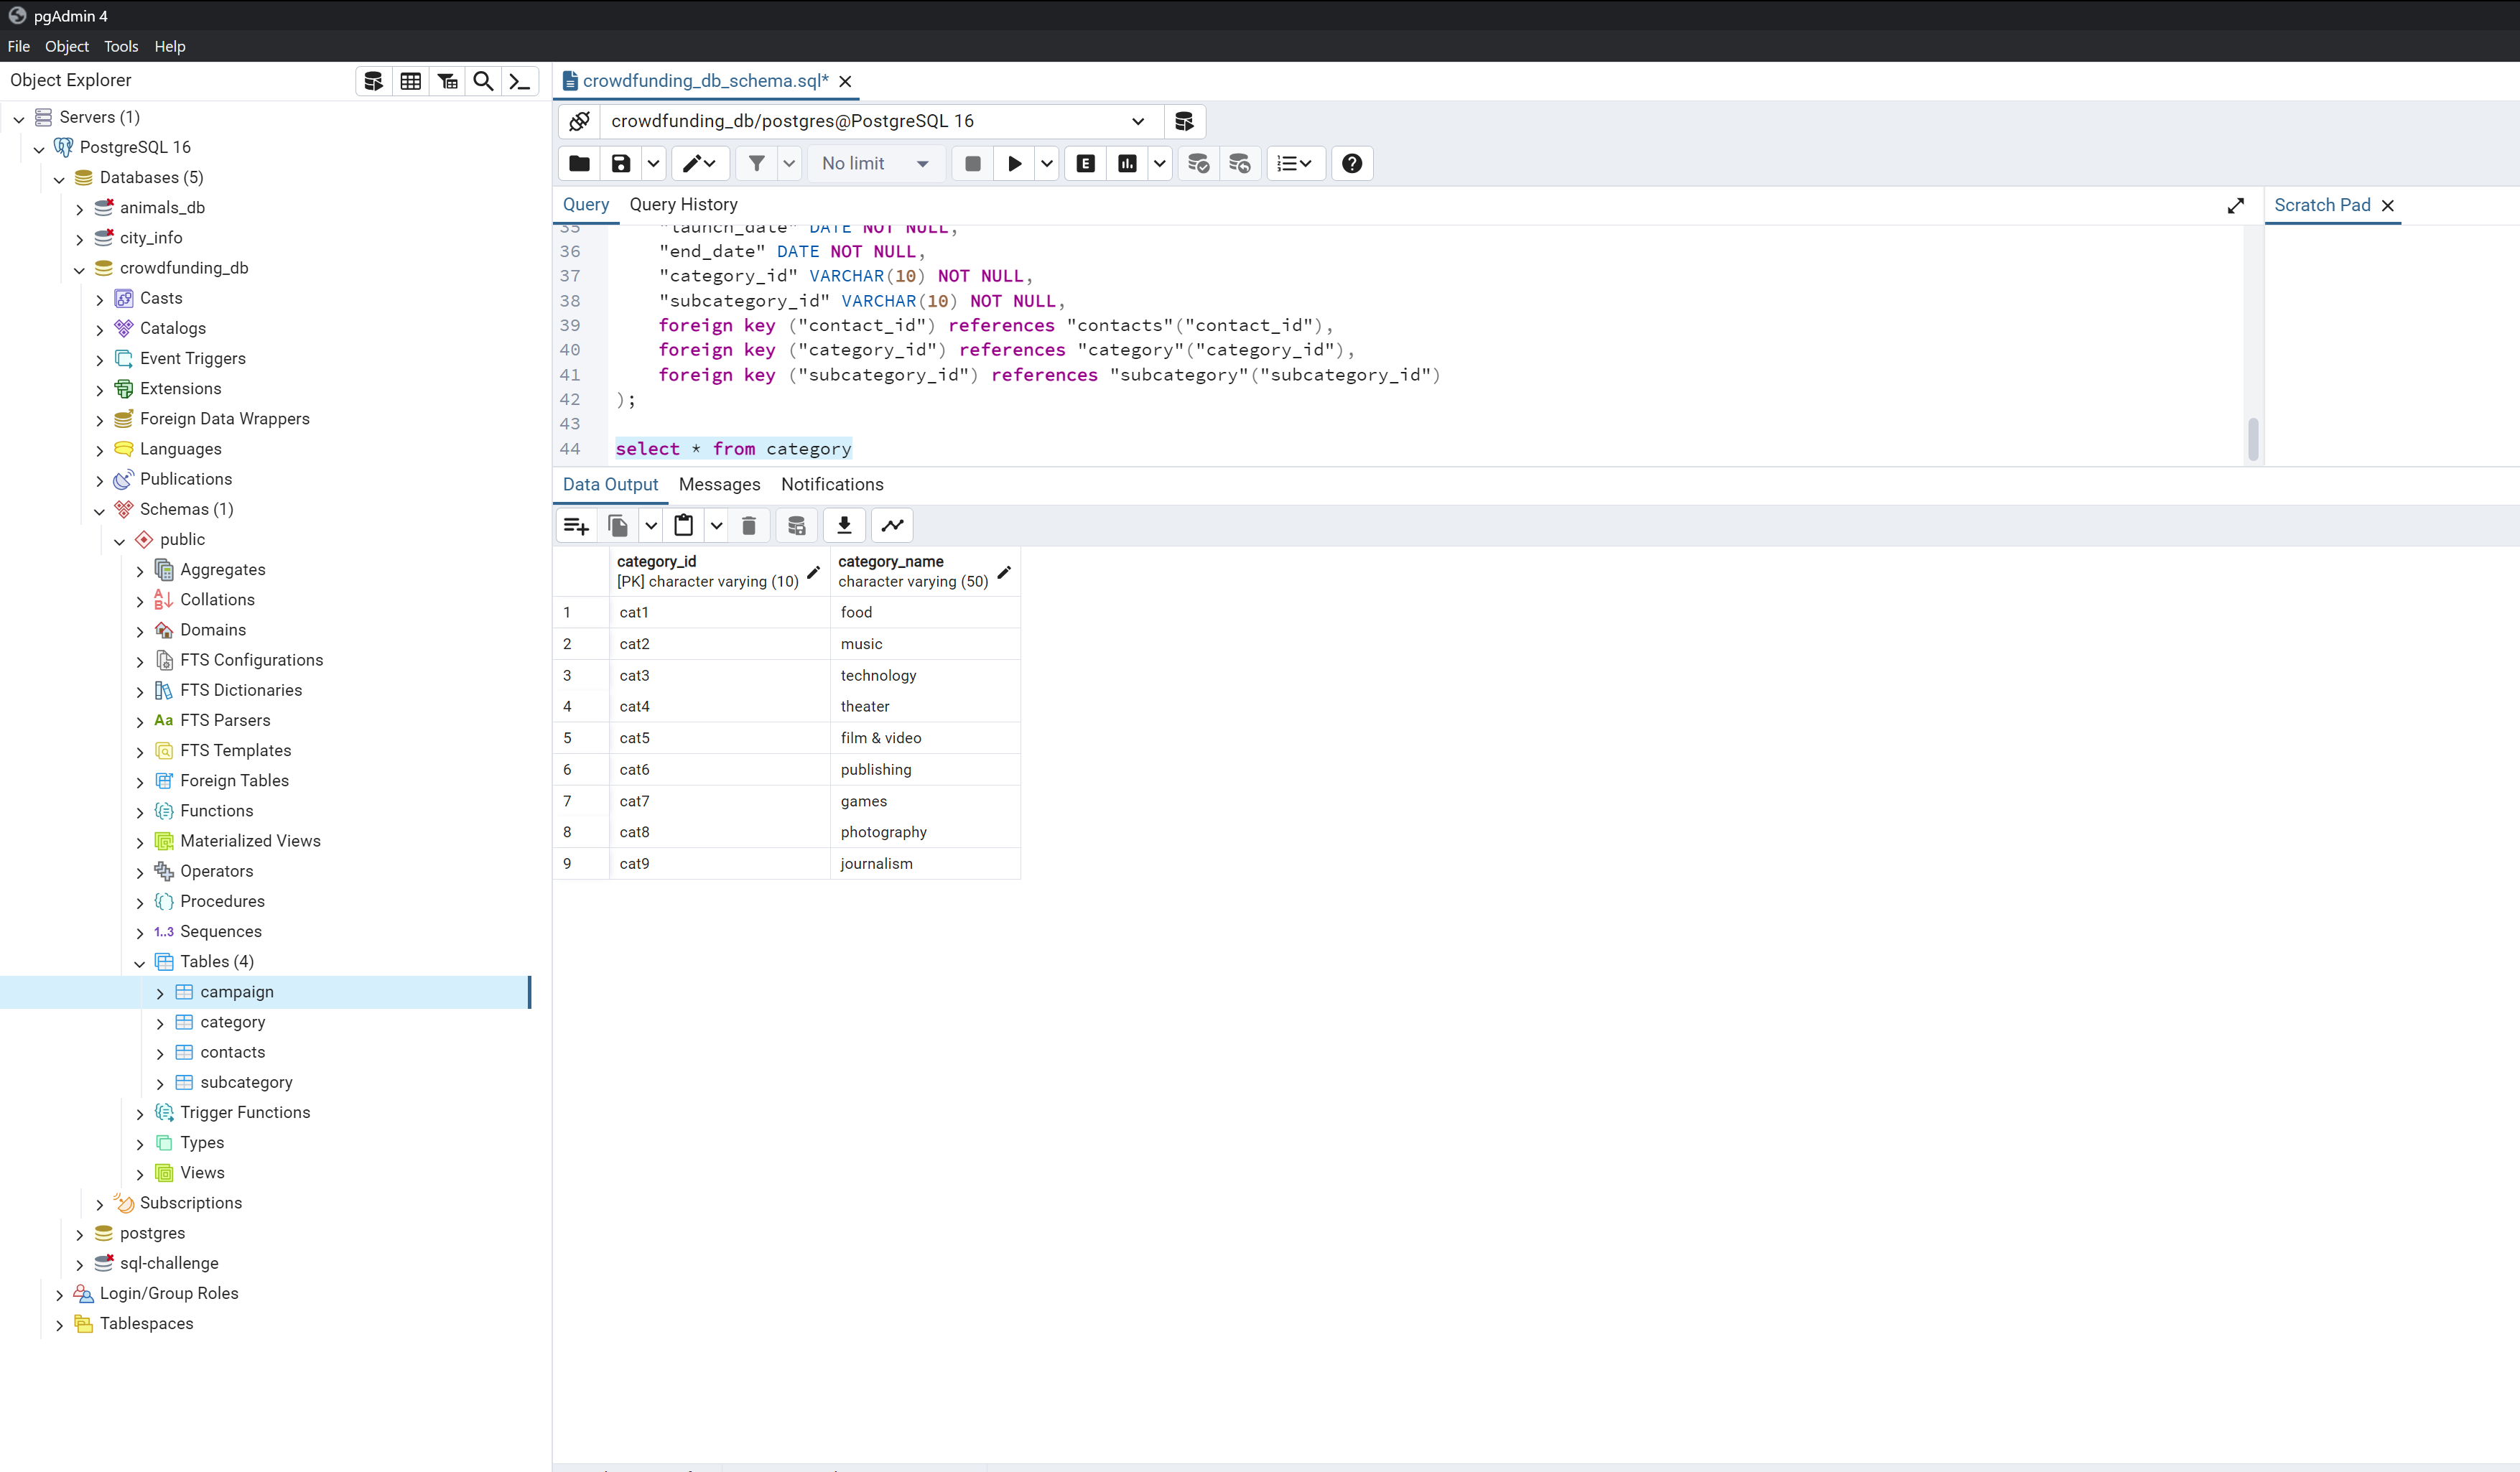 pgAdmin 4
File Object Tools Help
Object Explorer
Servers (1)
PostgreSQL 16
Databases (5)
animals_db
city_info
crowdfunding_db
Casts
Catalogs
Event Triggers
Extensions
Foreign Data Wrappers
Languages
Publications
Schemas (1)
public
Aggregates
Collations
Domains
FTS Configurations
FTS Dictionaries
Aa FTS Parsers
FTS Templates
Foreign Tables
Functions
Materialized Views
Operators
Procedures
1..3 Sequences
Tables (4)
campaign
category
contacts
subcategory
Trigger Functions
Types
Views
Subscriptions
postgres
sql-challenge
Login/Group Roles
Tablespaces
crowdfunding_db_schema.sql*
crowdfunding_db/postgres@PostgreSQL 16
No limit
E
Query Query History
Scratch Pad
35 "launch_date" DATE NOT NULL,
36 "end_date" DATE NOT NULL,
37 "category_id" VARCHAR(10) NOT NULL,
38 "subcategory_id" VARCHAR(10) NOT NULL,
39 foreign key ("contact_id") references "contacts"("contact_id"),
40 foreign key ("category_id") references "category"("category_id"),
41 foreign key ("subcategory_id") references "subcategory"("subcategory_id")
42 );
43
44 select * from category
Data Output Messages Notifications
category_id category_name
[PK] character varying (10) character varying (50)
1 cat1 food
2 cat2 music
3 cat3 technology
4 cat4 theater
5 cat5 film & video
6 cat6 publishing
7 cat7 games
8 cat8 photography
9 cat9 journalism